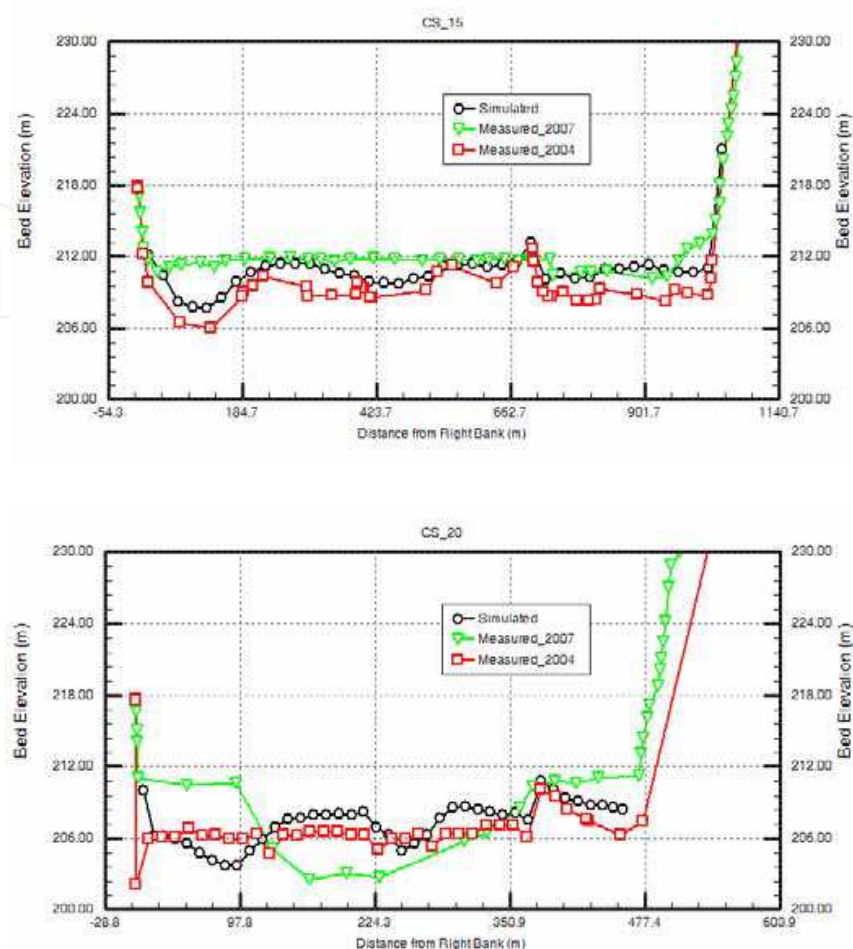 CS_15
230.00
224.00
218.00
212.00
206.00
200.00
Bed Elevation (m)
Simulated
Measured_2007
Measured_2004
230.00
224.00
218.00
212.00
206.00
200.00
Bed Elevation (m)
-54.3 184.7 423.7 662.7 901.7 1140.7
Distance from Right Bank (m)
CS_20
230.00
224.00
218.00
212.00
206.00
200.00
Bed Elevation (m)
Simulated
Measured_2007
Measured_2004
230.00
224.00
218.00
212.00
206.00
200.00
Bed Elevation (m)
-28.8 97.8 224.3 350.9 477.4 603.9
Distance from Right Bank (m)